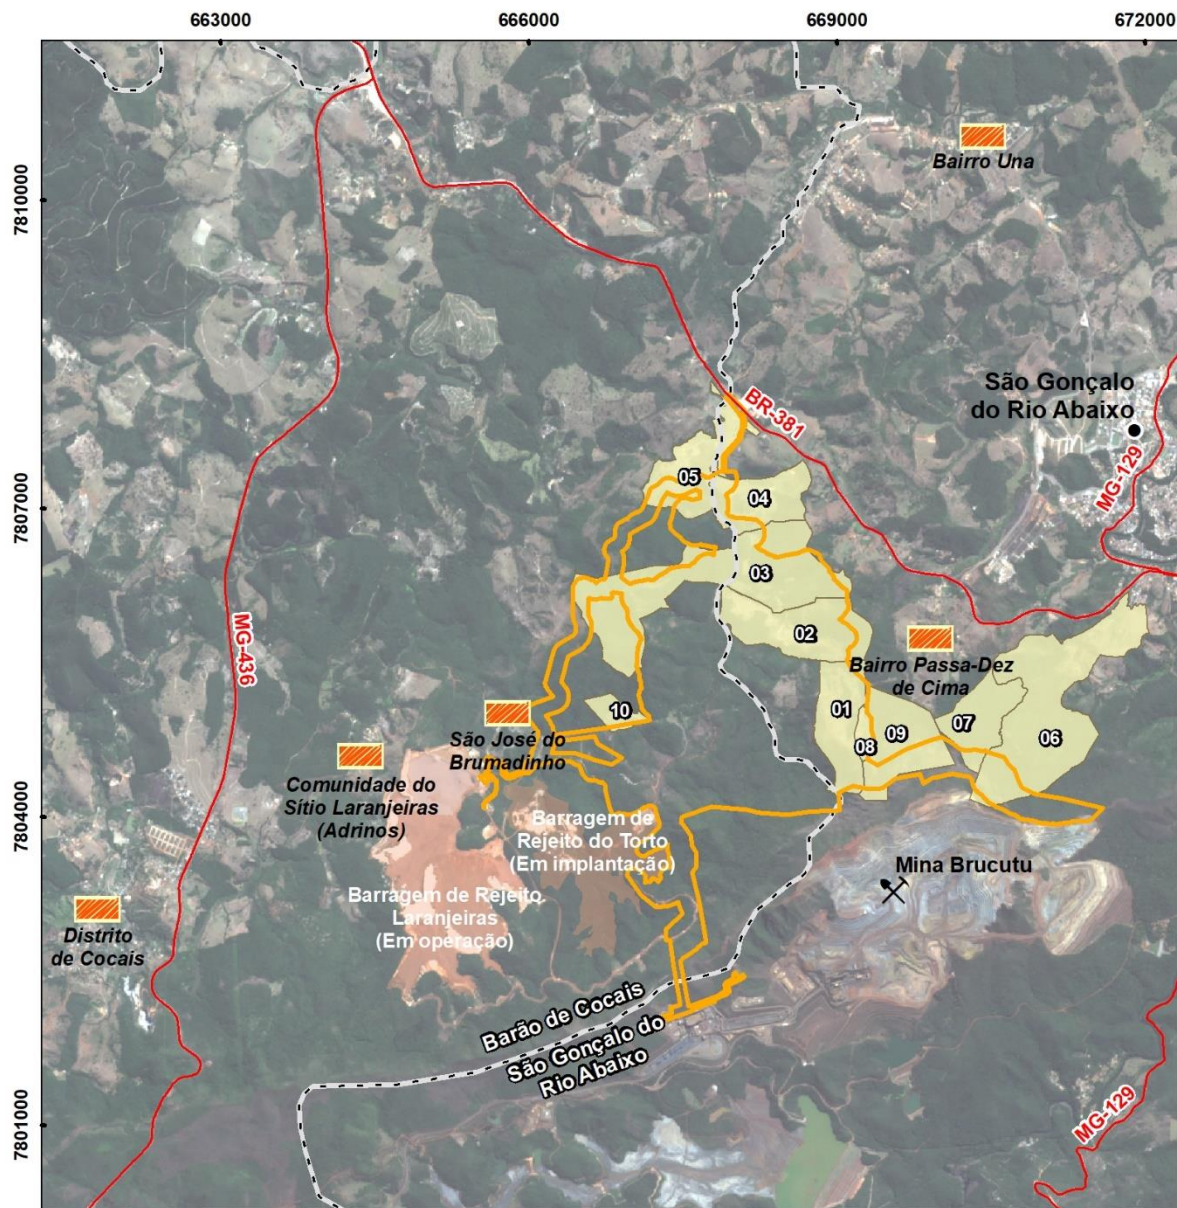 663000
666000
669000
672000
7810000
7807000
7804000
7801000
Bairro Una
São Gonçalo
do Rio Abaixo
BR-381
MG-129
05
04
03
02
MG-436
Bairro Passa-Dez
de Cima
01
10
09
07
06
08
São José do
Brumadinho
Comunidade do
Sítio Laranjeiras
(Adrinos)
Barragem de
Rejeito do Torto
(Em implantação)
Mina Brucutu
Barragem de Rejeito
Laranjeiras
(Em operação)
Distrito
de Cocais
Barão de Cocais
São Gonçalo do
Rio Abaixo
MG-129